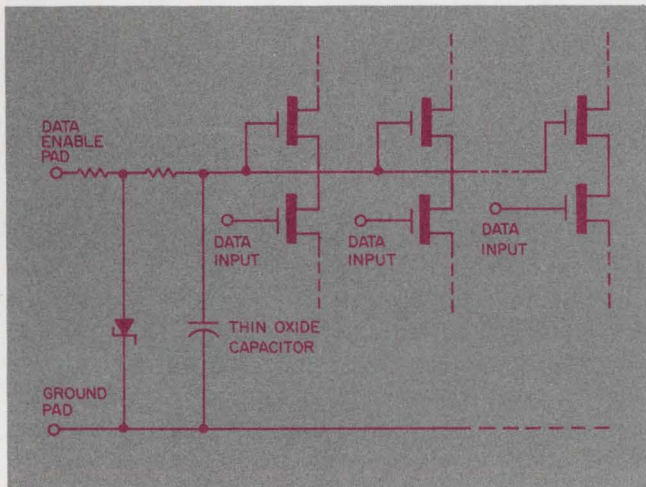 DATA
ENABLE
PAD
DATA
INPUT
DATA
INPUT
DATA
INPUT
THIN OXIDE
CAPACITOR
GROUND
PAD